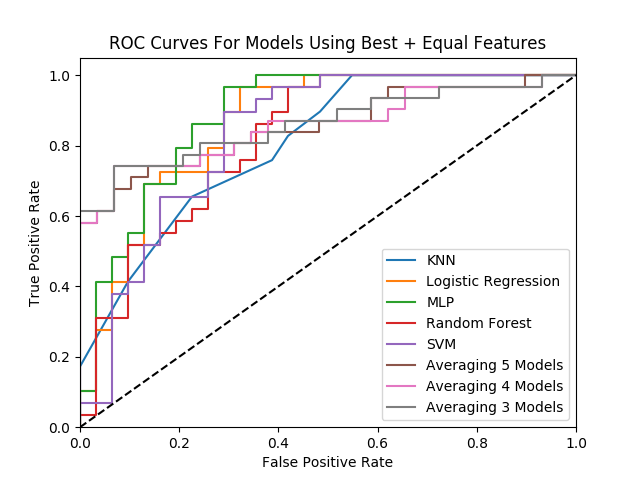 ROC Curves For Models Using Best + Equal Features
1.0
0.8
0.6
0.4
0.2
0.0
True Positive Rate
KNN
Logistic Regression
MLP
Random Forest
SVM
Averaging 5 Models
Averaging 4 Models
Averaging 3 Models
0.0 0.2 0.4 0.6 0.8 1.0
False Positive Rate